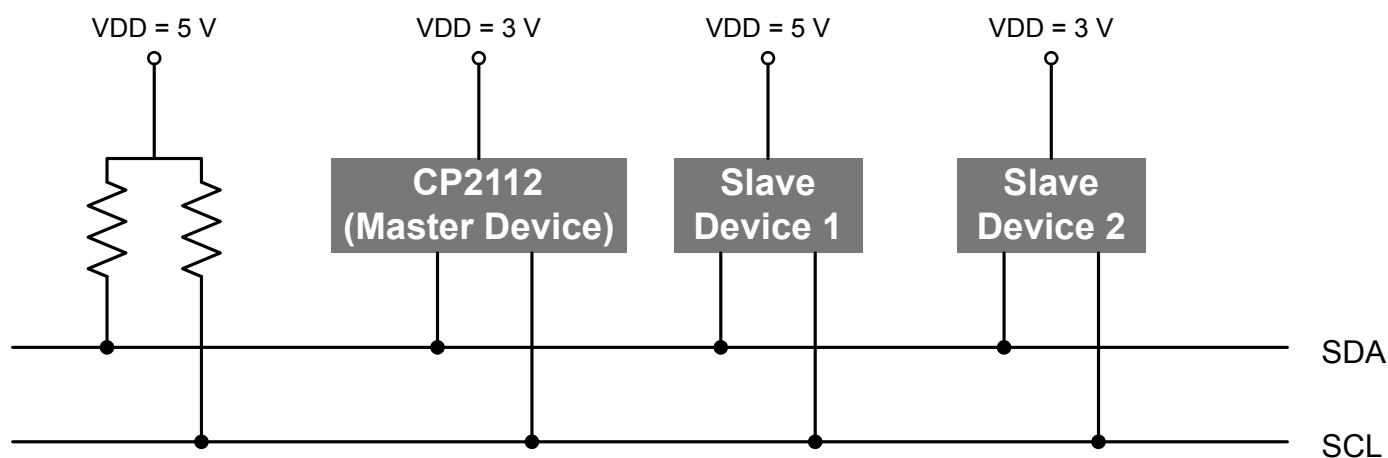 VDD = 5 V
VDD = 3 V
VDD = 5 V
VDD = 3 V
CP2112
(Master Device)
Slave
Device 1
Slave
Device 2
SDA
SCL